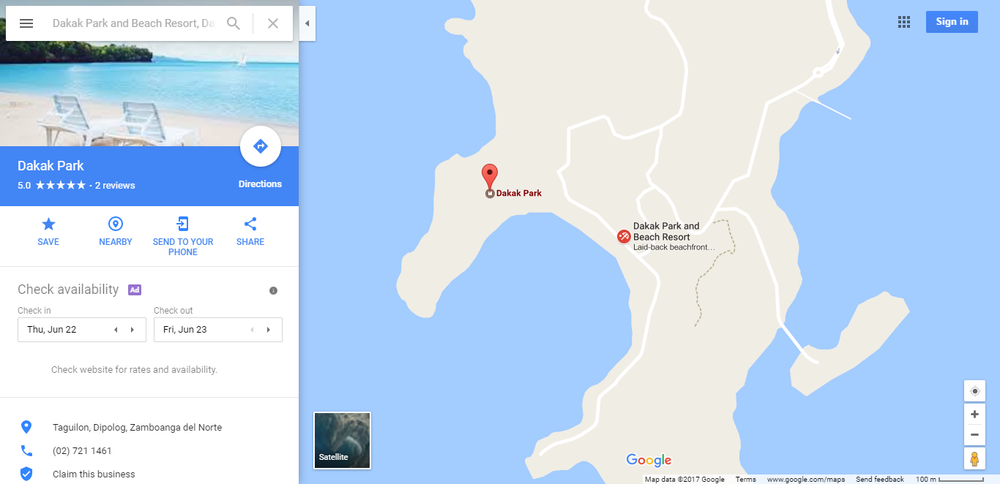 Dakak Park and Beach Resort, Da
Sign in
Dakak Park
5.0 ★★★★★ · 2 reviews
Directions
SAVE
NEARBY
SEND TO YOUR
PHONE
SHARE
Check availability Ad
Check in
Check out
Thu, Jun 22
Fri, Jun 23
Check website for rates and availability.
Taguilon, Dipolog, Zamboanga del Norte
(02) 721 1461
Claim this business
Dakak Park
Dakak Park and
Beach Resort
Laid-back beachfront…
Satellite
Google
Map data ©2017 Google Terms www.google.com/maps Send feedback 100 m